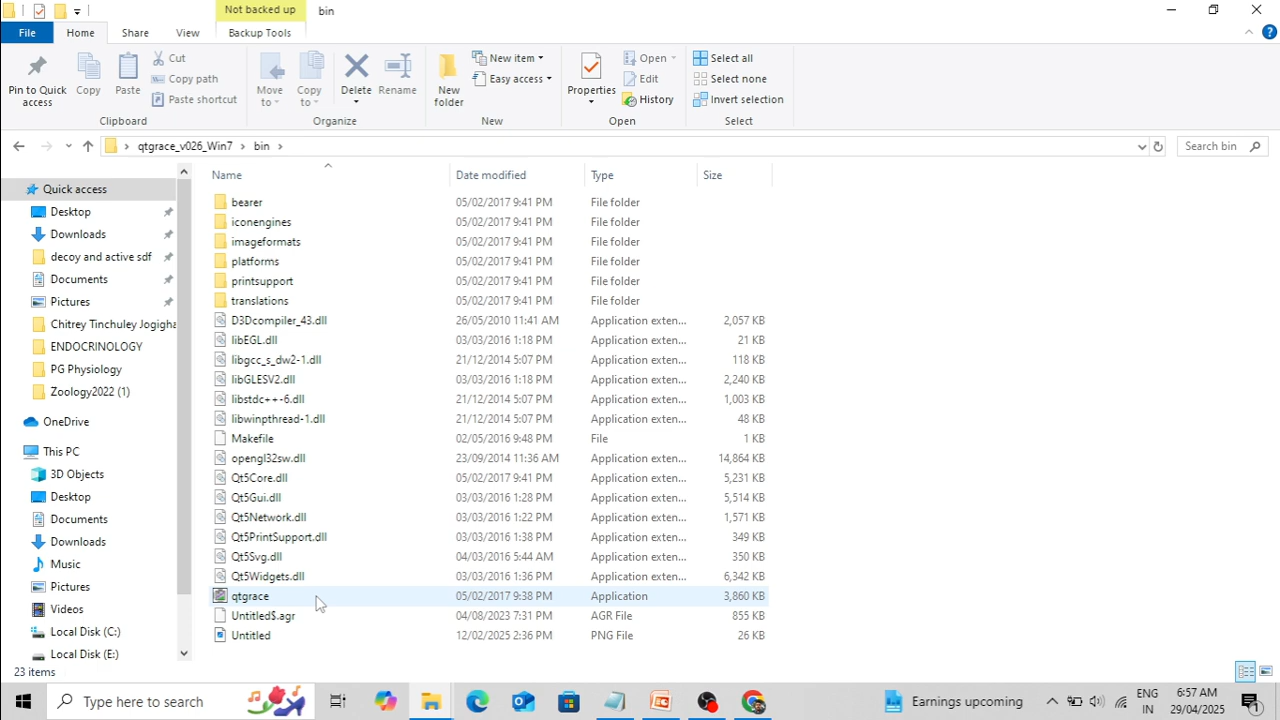 Not backed up
bin
File Home Share View Backup Tools
Pin to Quick access
Copy
Paste
Cut
Copy path
Paste shortcut
Clipboard
Move to
Copy to
Delete
Rename
Organize
New folder
New item
Easy access
New
Properties
Open
Edit
History
Open
Select all
Select none
Invert selection
Select
qtgrace_v026_Win7 > bin >
Search bin
Quick access
Desktop
Downloads
decoy and active sdf
Documents
Pictures
Chitrey Tinchuley Jogigha
ENDOCRINOLOGY
PG Physiology
Zoology2022 (1)
OneDrive
This PC
3D Objects
Desktop
Documents
Downloads
Music
Pictures
Videos
Local Disk (C:)
Local Disk (E:)
Name Date modified Type Size
bearer 05/02/2017 9:41 PM File folder
iconengines 05/02/2017 9:41 PM File folder
imageformats 05/02/2017 9:41 PM File folder
platforms 05/02/2017 9:41 PM File folder
printsupport 05/02/2017 9:41 PM File folder
translations 05/02/2017 9:41 PM File folder
D3Dcompiler_43.dll 26/05/2010 11:41 AM Application exten... 2,057 KB
libEGL.dll 03/03/2016 1:18 PM Application exten... 21 KB
libgcc_s_dw2-1.dll 21/12/2014 5:07 PM Application exten... 118 KB
libGLESV2.dll 03/03/2016 1:18 PM Application exten... 2,240 KB
libstdc++-6.dll 21/12/2014 5:07 PM Application exten... 1,003 KB
libwinpthread-1.dll 21/12/2014 5:07 PM Application exten... 48 KB
Makefile 02/05/2016 9:48 PM File 1 KB
opengl32sw.dll 23/09/2014 11:36 AM Application exten... 14,864 KB
Qt5Core.dll 05/02/2017 9:41 PM Application exten... 5,231 KB
Qt5Gui.dll 03/03/2016 1:28 PM Application exten... 5,514 KB
Qt5Network.dll 03/03/2016 1:22 PM Application exten... 1,571 KB
Qt5PrintSupport.dll 03/03/2016 1:38 PM Application exten... 349 KB
Qt5Svg.dll 04/03/2016 5:44 AM Application exten... 350 KB
Qt5Widgets.dll 03/03/2016 1:36 PM Application exten... 6,342 KB
qtgrace 05/02/2017 9:38 PM Application 3,860 KB
Untitled$.agr 04/08/2023 7:31 PM AGR File 855 KB
Untitled 12/02/2025 2:36 PM PNG File 26 KB
23 items
Type here to search
Earnings upcoming
ENG
IN
6:57 AM
29/04/2025
1